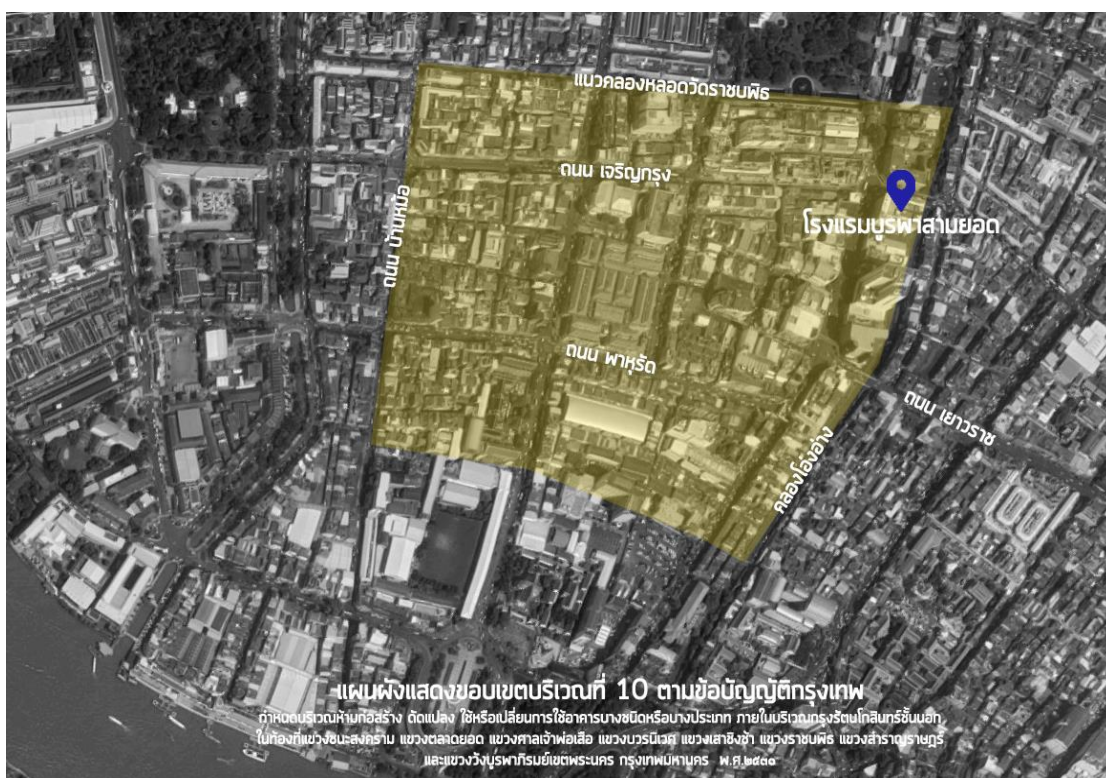 แนวคลองหลอดวัดราชบพิธ
ถนน เจริญกรุง
โรงแรมบูรพาสามยอด
ถนน บ้านหม้อ
ถนน พาหุรัด
ถนน เยาวราช
คลองโอ่งอ่าง
แผนผังแสดงขอบเขตบริเวณที่ 10 ตามข้อบัญญัติกรุงเทพ
กำหนดบริเวณห้ามก่อสร้าง ดัดแปลง ใช้หรือเปลี่ยนการใช้อาคารบางชนิดหรือบางประเภท ภายในบริเวณกรุงรัตนโกสินทร์ชั้นนอก
ในท้องที่แขวงชนะสงคราม แขวงตลาดยอด แขวงศาลเจ้าพ่อเสือ แขวงบวรนิเวศ แขวงเสาชิงช้า แขวงราชบพิธ แขวงสำราญราษฎร์
และแขวงวังบูรพาภิรมย์เขตพระนคร กรุงเทพมหานคร พ.ศ.๒๕๓๐